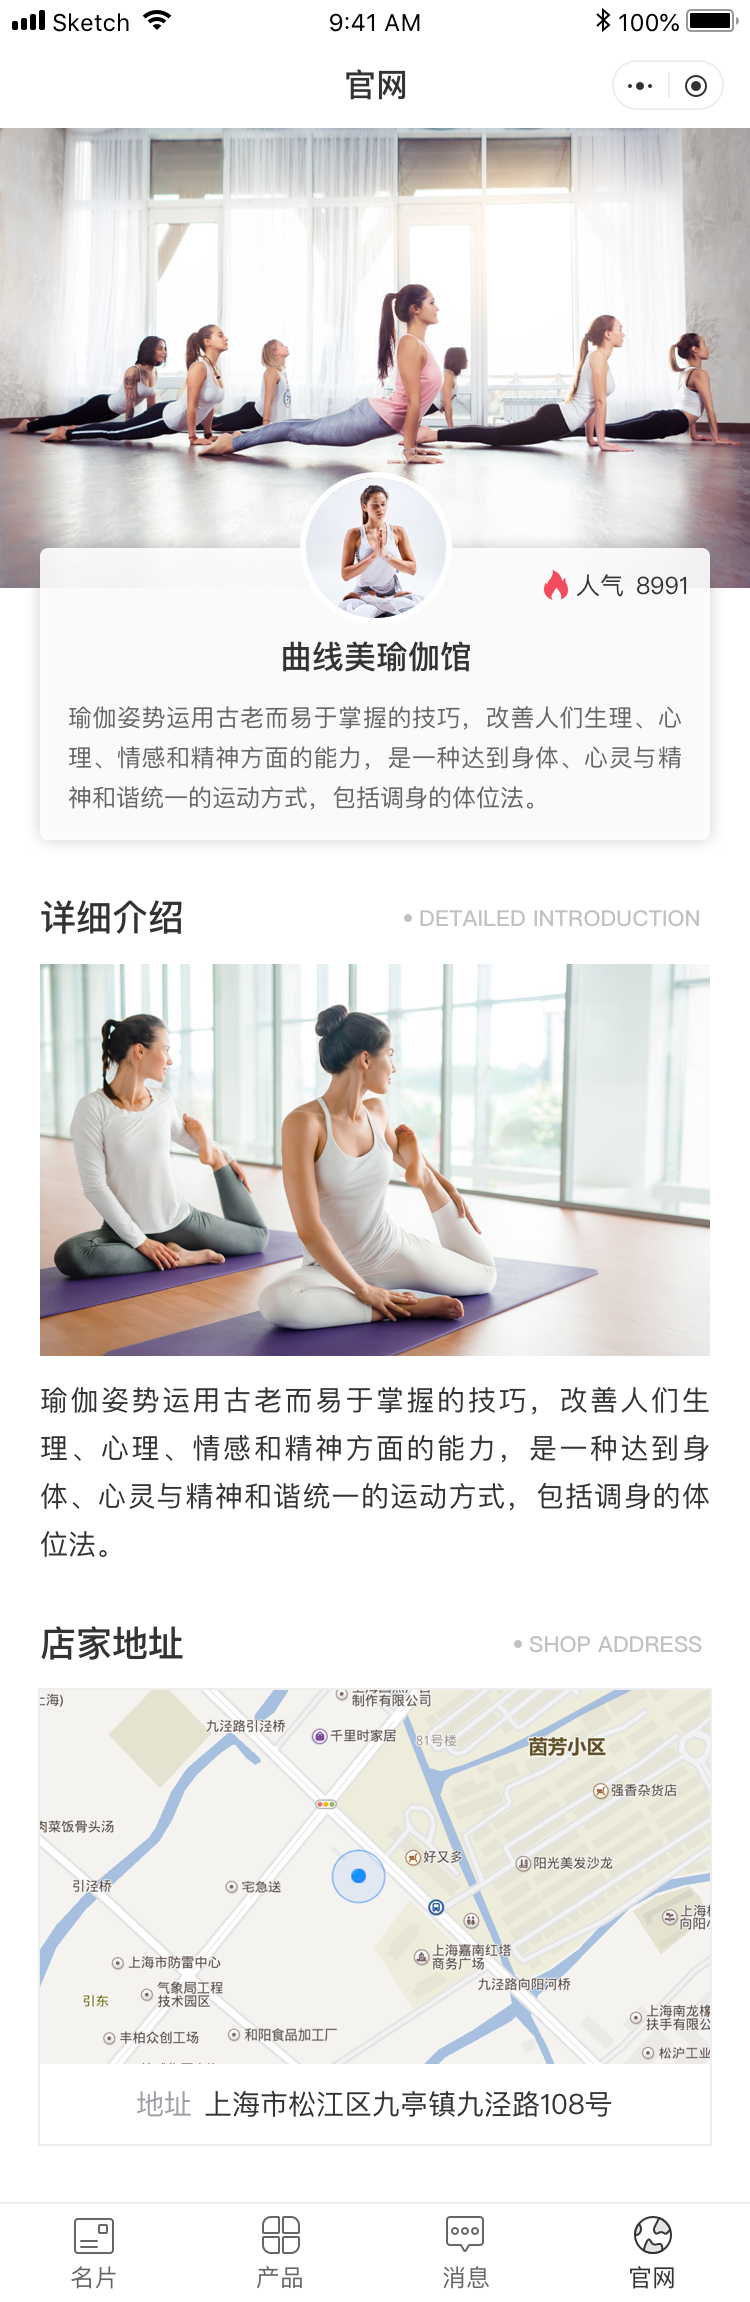 Sketch 9:41 AM 100%
官网
人气 8991
曲线美瑜伽馆
瑜伽姿势运用古老而易于掌握的技巧，改善人们生理、心
理、情感和精神方面的能力，是一种达到身体、心灵与精
神和谐统一的运动方式，包括调身的体位法。
详细介绍
DETAILED INTRODUCTION
瑜伽姿势运用古老而易于掌握的技巧，改善人们生
理、心理、情感和精神方面的能力，是一种达到身
体、心灵与精神和谐统一的运动方式，包括调身的体
位法。
店家地址
SHOP ADDRESS
上海)
制作有限公司
九泾路引泾桥
千里时家居
81号楼
茵芳小区
强香杂货店
肉菜饭骨头汤
好又多
阳光美发沙龙
引泾桥
宅急送
上海
向阳
上海嘉南红塔
商务广场
上海市防雷中心
气象局工程
技术园区
九泾路向阳河桥
引东
上海南龙橡
扶手有限公
丰柏众创工场
和阳食品加工厂
松沪工业
地址 上海市松江区九亭镇九泾路108号
名片
产品
消息
官网